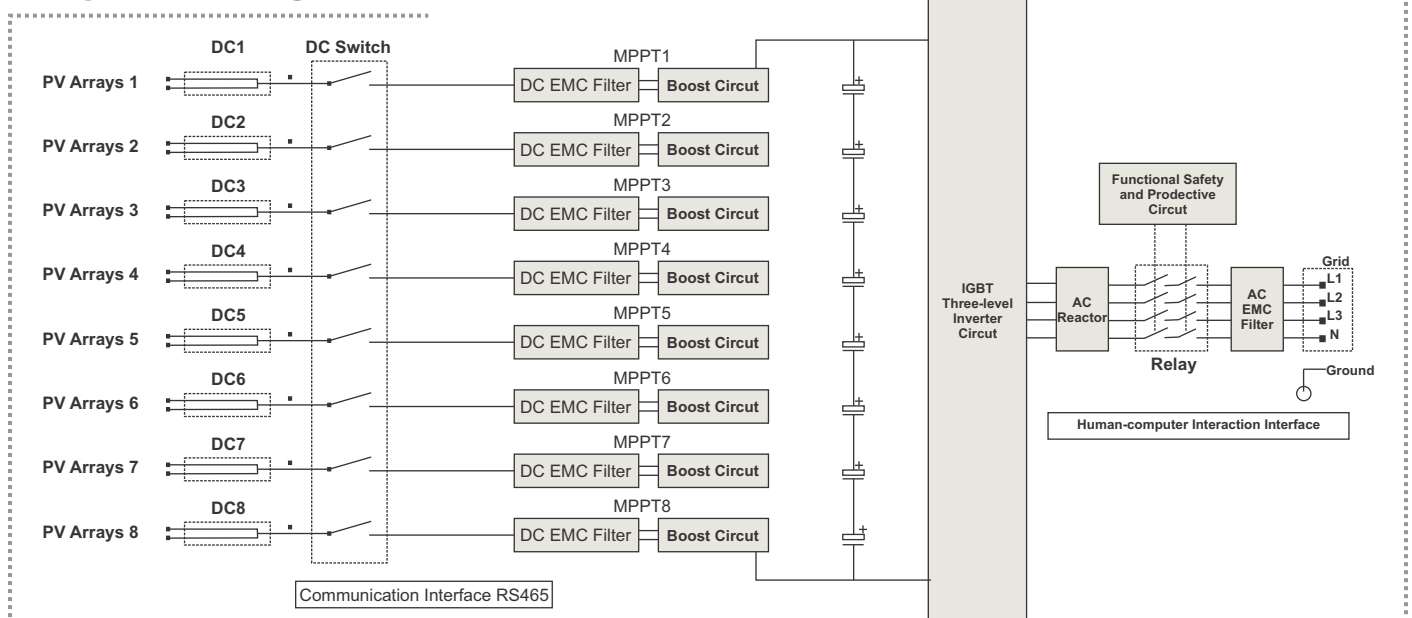 DC1
DC Switch
MPPT1
PV Arrays 1
DC EMC Filter
Boost Circut
+
DC2
MPPT2
PV Arrays 2
DC EMC Filter
Boost Circut
+
DC3
MPPT3
PV Arrays 3
DC EMC Filter
Boost Circut
+
DC4
MPPT4
PV Arrays 4
DC EMC Filter
Boost Circut
+
DC5
MPPT5
PV Arrays 5
DC EMC Filter
Boost Circut
+
DC6
MPPT6
PV Arrays 6
DC EMC Filter
Boost Circut
+
DC7
MPPT7
PV Arrays 7
DC EMC Filter
Boost Circut
+
DC8
MPPT8
PV Arrays 8
DC EMC Filter
Boost Circut
+
Communication Interface RS465
IGBT
Three-level
Inverter
Circut
AC
Reactor
Functional Safety
and Prodective
Circut
Relay
AC
EMC
Filter
Grid
L1
L2
L3
N
Ground
Human-computer Interaction Interface